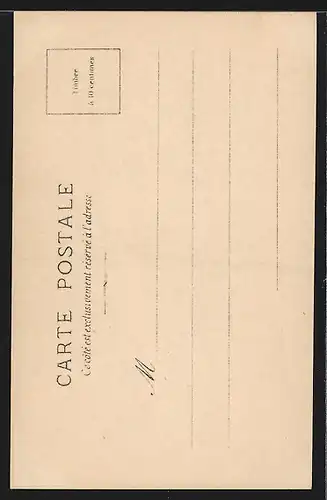 CARTE POSTALE
Ce côté est exclusivement réservé à l'adresse
Timbre
à 10 centimes
M